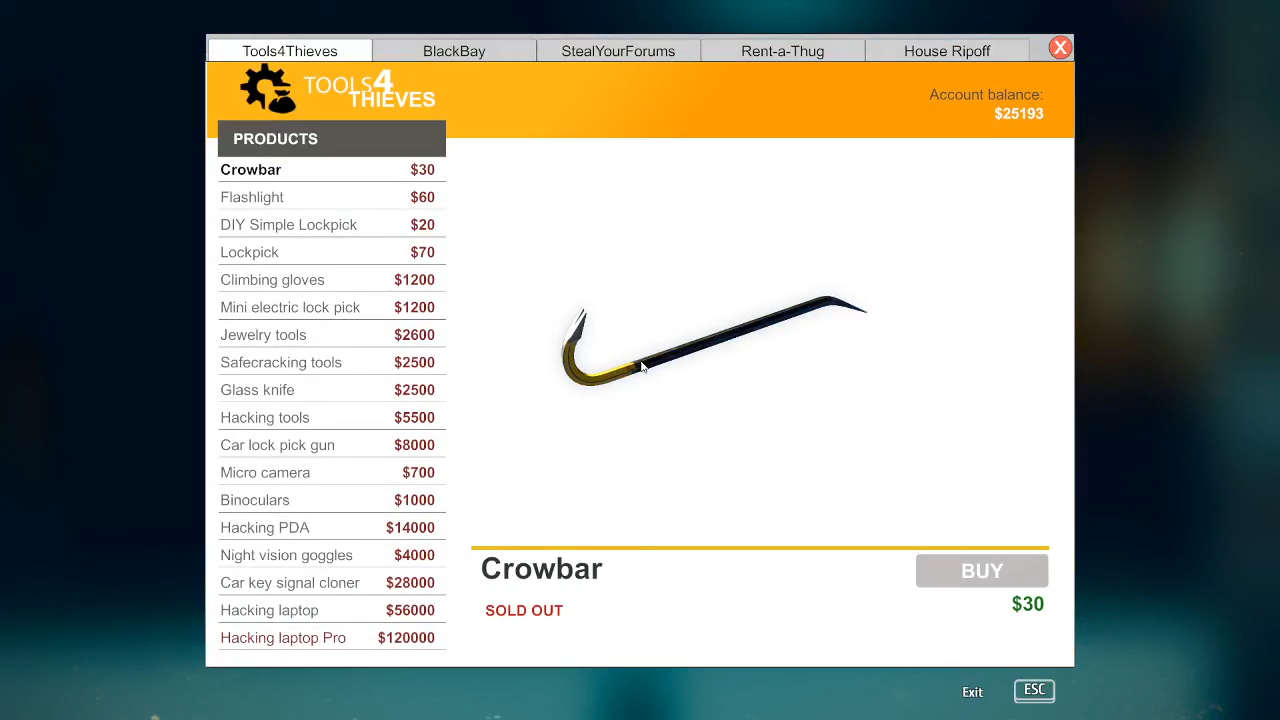 Tools4Thieves BlackBay StealYourForums Rent-a-Thug House Ripoff X
TOOLS4
THIEVES
Account balance:
$25193
PRODUCTS
Crowbar $30
Flashlight $60
DIY Simple Lockpick $20
Lockpick $70
Climbing gloves $1200
Mini electric lock pick $1200
Jewelry tools $2600
Safecracking tools $2500
Glass knife $2500
Hacking tools $5500
Car lock pick gun $8000
Micro camera $700
Binoculars $1000
Hacking PDA $14000
Night vision goggles $4000
Car key signal cloner $28000
Hacking laptop $56000
Hacking laptop Pro $120000
Crowbar BUY
SOLD OUT $30
Exit ESC